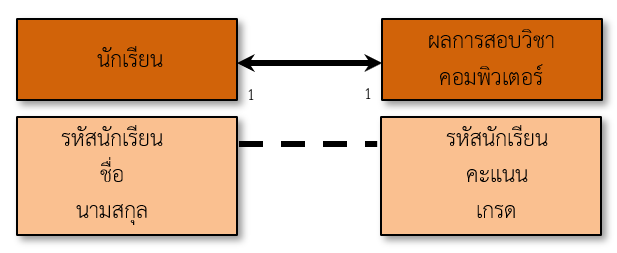 นักเรียน
ผลการสอบวิชา
คอมพิวเตอร์
1
1
รหัสนักเรียน
ชื่อ
นามสกุล
รหัสนักเรียน
คะแนน
เกรด